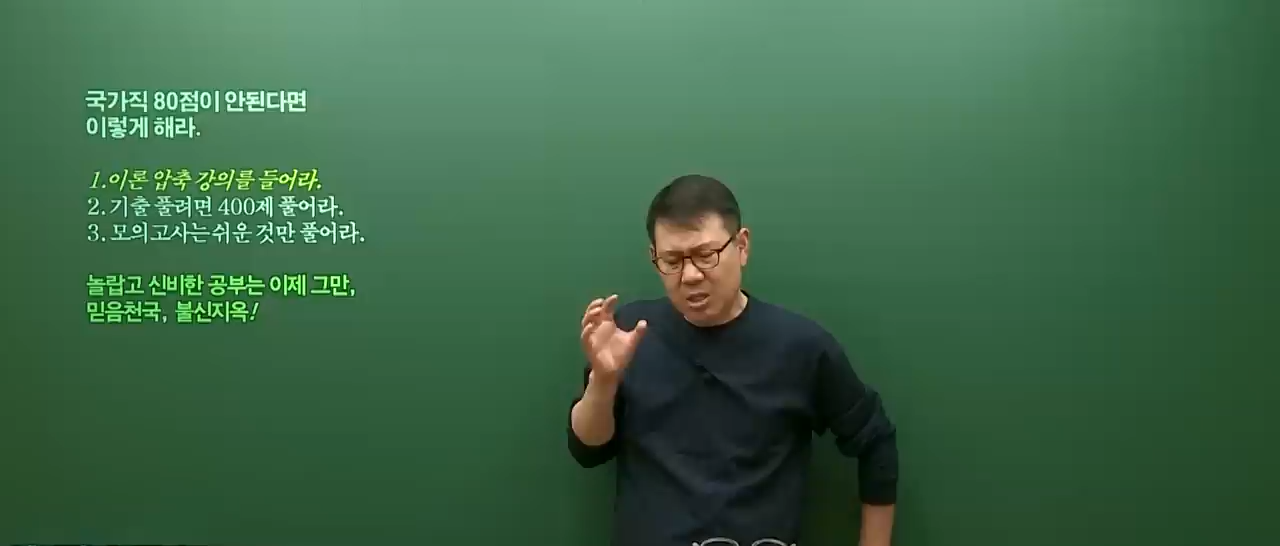 국가직 80점이 안된다면
이렇게 해라.
1.이론 압축 강의를 들어라.
2. 기출 풀려면 400제 풀어라.
3. 모의고사는 쉬운 것만 풀어라.
놀랍고 신비한 공부는 이제 그만,
믿음천국, 불신지옥!